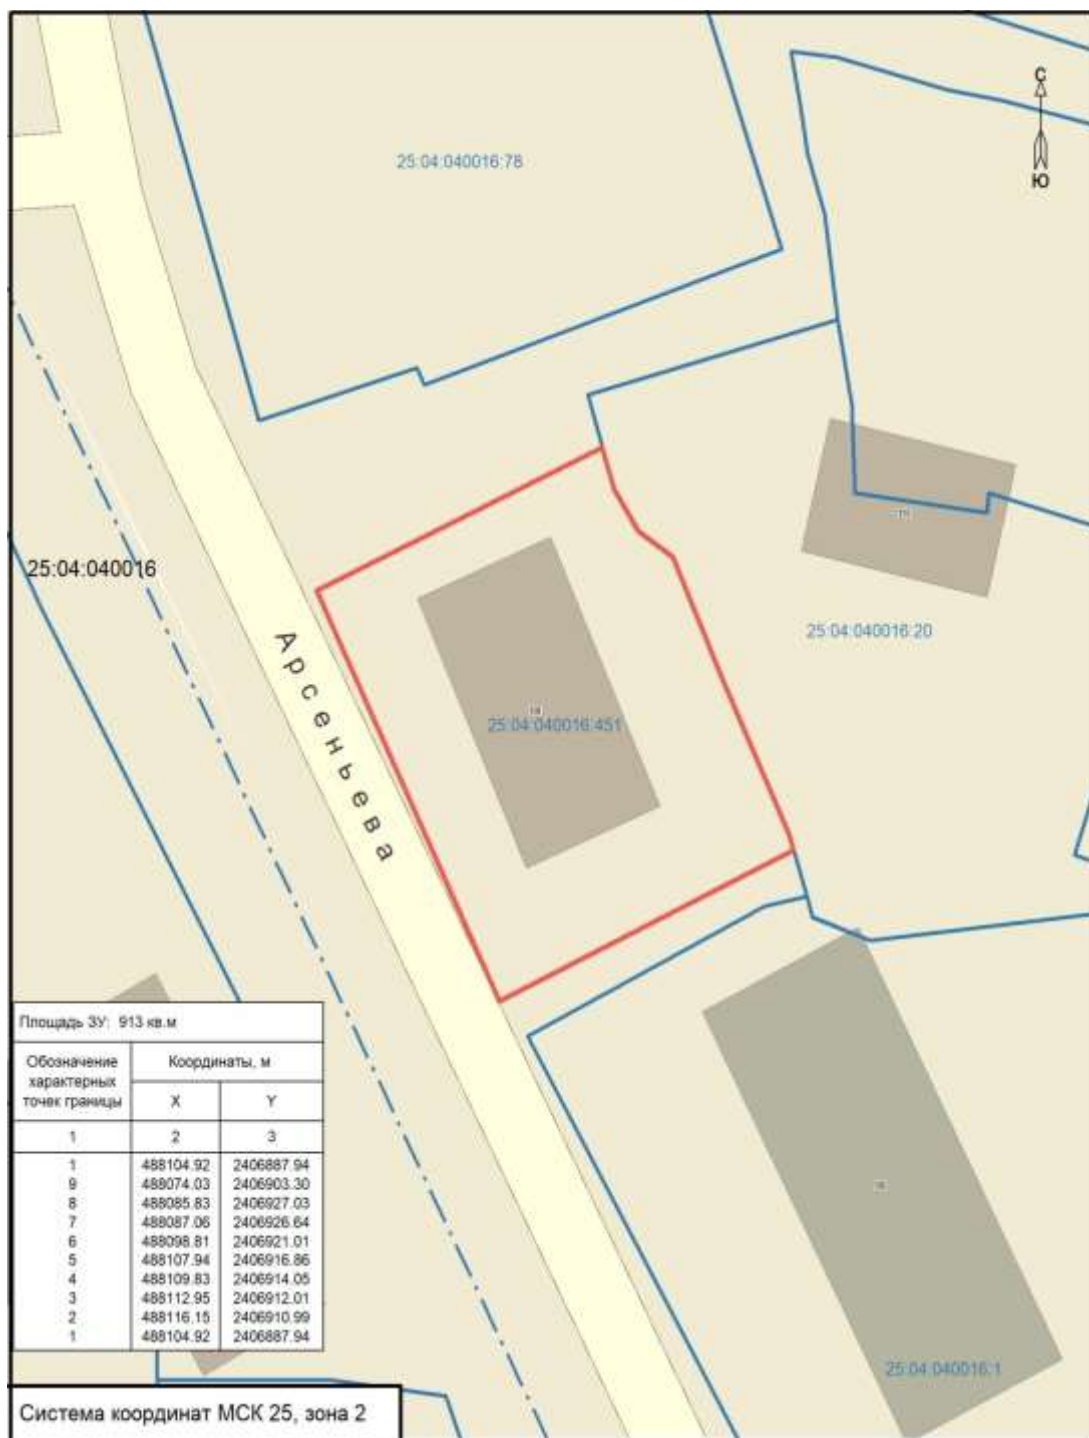 С
25:04:040016:78
Ю
25:04:040016
25:04:040016:20
Арсеньева
25:04:040016:451
Площадь ЗУ: 913 кв.м
Обозначение характерных точек границы Координаты, м
X Y
1 2 3
1 488104.92 2406887.94
9 488074.03 2406903.30
8 488085.83 2406927.03
7 488087.06 2406926.64
6 488098.81 2406921.01
5 488107.94 2406916.86
4 488109.83 2406914.05
3 488112.95 2406912.01
2 488116.15 2406910.99
1 488104.92 2406887.94
25:04:040016:1
Система координат МСК 25, зона 2